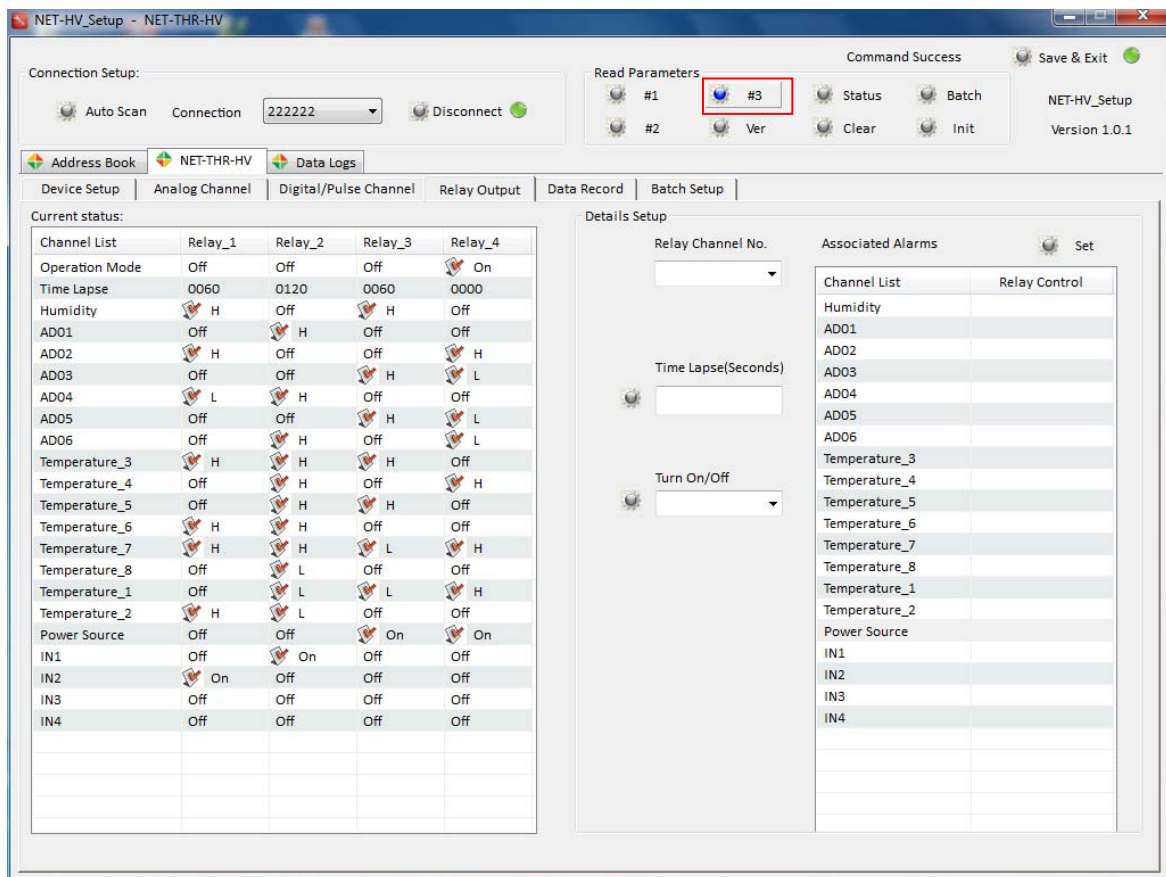 NET-HV_Setup - NET-THR-HV
Command Success Save & Exit
Connection Setup:
Auto Scan Connection 222222 Disconnect
Read Parameters
#1 #3 Status Batch
#2 Ver Clear Init
NET-HV_Setup
Version 1.0.1
Address Book NET-THR-HV Data Logs
Device Setup Analog Channel Digital/Pulse Channel Relay Output Data Record Batch Setup
Current status:
Channel List Relay_1 Relay_2 Relay_3 Relay_4
Operation Mode Off Off Off On
Time Lapse 0060 0120 0060 0000
Humidity H Off H Off
AD01 Off H Off Off
AD02 H Off Off H
AD03 Off Off H L
AD04 L H Off Off
AD05 Off Off H L
AD06 Off H Off L
Temperature_3 H H H Off
Temperature_4 Off H Off H
Temperature_5 Off H H Off
Temperature_6 H H Off Off
Temperature_7 H H L H
Temperature_8 Off L Off Off
Temperature_1 Off L L H
Temperature_2 H L Off Off
Power Source Off Off On On
IN1 Off On Off Off
IN2 On Off Off Off
IN3 Off Off Off Off
IN4 Off Off Off Off
Details Setup
Relay Channel No.
Time Lapse(Seconds)
Turn On/Off
Associated Alarms Set
Channel List Relay Control
Humidity
AD01
AD02
AD03
AD04
AD05
AD06
Temperature_3
Temperature_4
Temperature_5
Temperature_6
Temperature_7
Temperature_8
Temperature_1
Temperature_2
Power Source
IN1
IN2
IN3
IN4